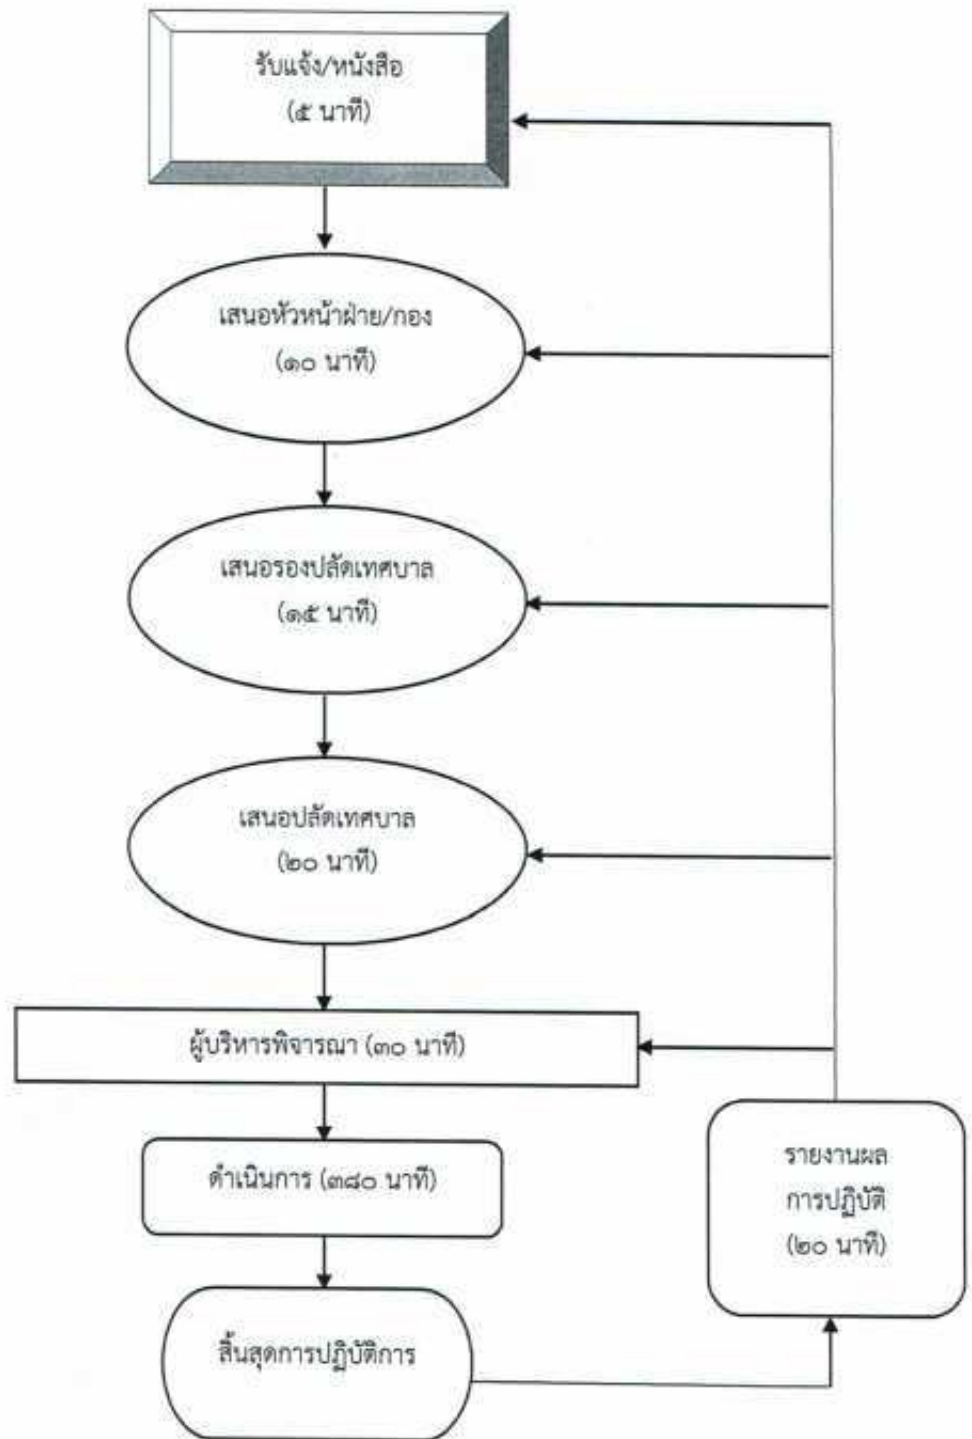 รับแจ้ง/หนังสือ
(๕ นาที)
เสนอหัวหน้าฝ่าย/กอง
(๑๐ นาที)
เสนอรองปลัดเทศบาล
(๑๕ นาที)
เสนอปลัดเทศบาล
(๒๐ นาที)
ผู้บริหารพิจารณา (๓๐ นาที)
ดำเนินการ (๓๘๐ นาที)
สิ้นสุดการปฏิบัติการ
รายงานผล
การปฏิบัติ
(๒๐ นาที)